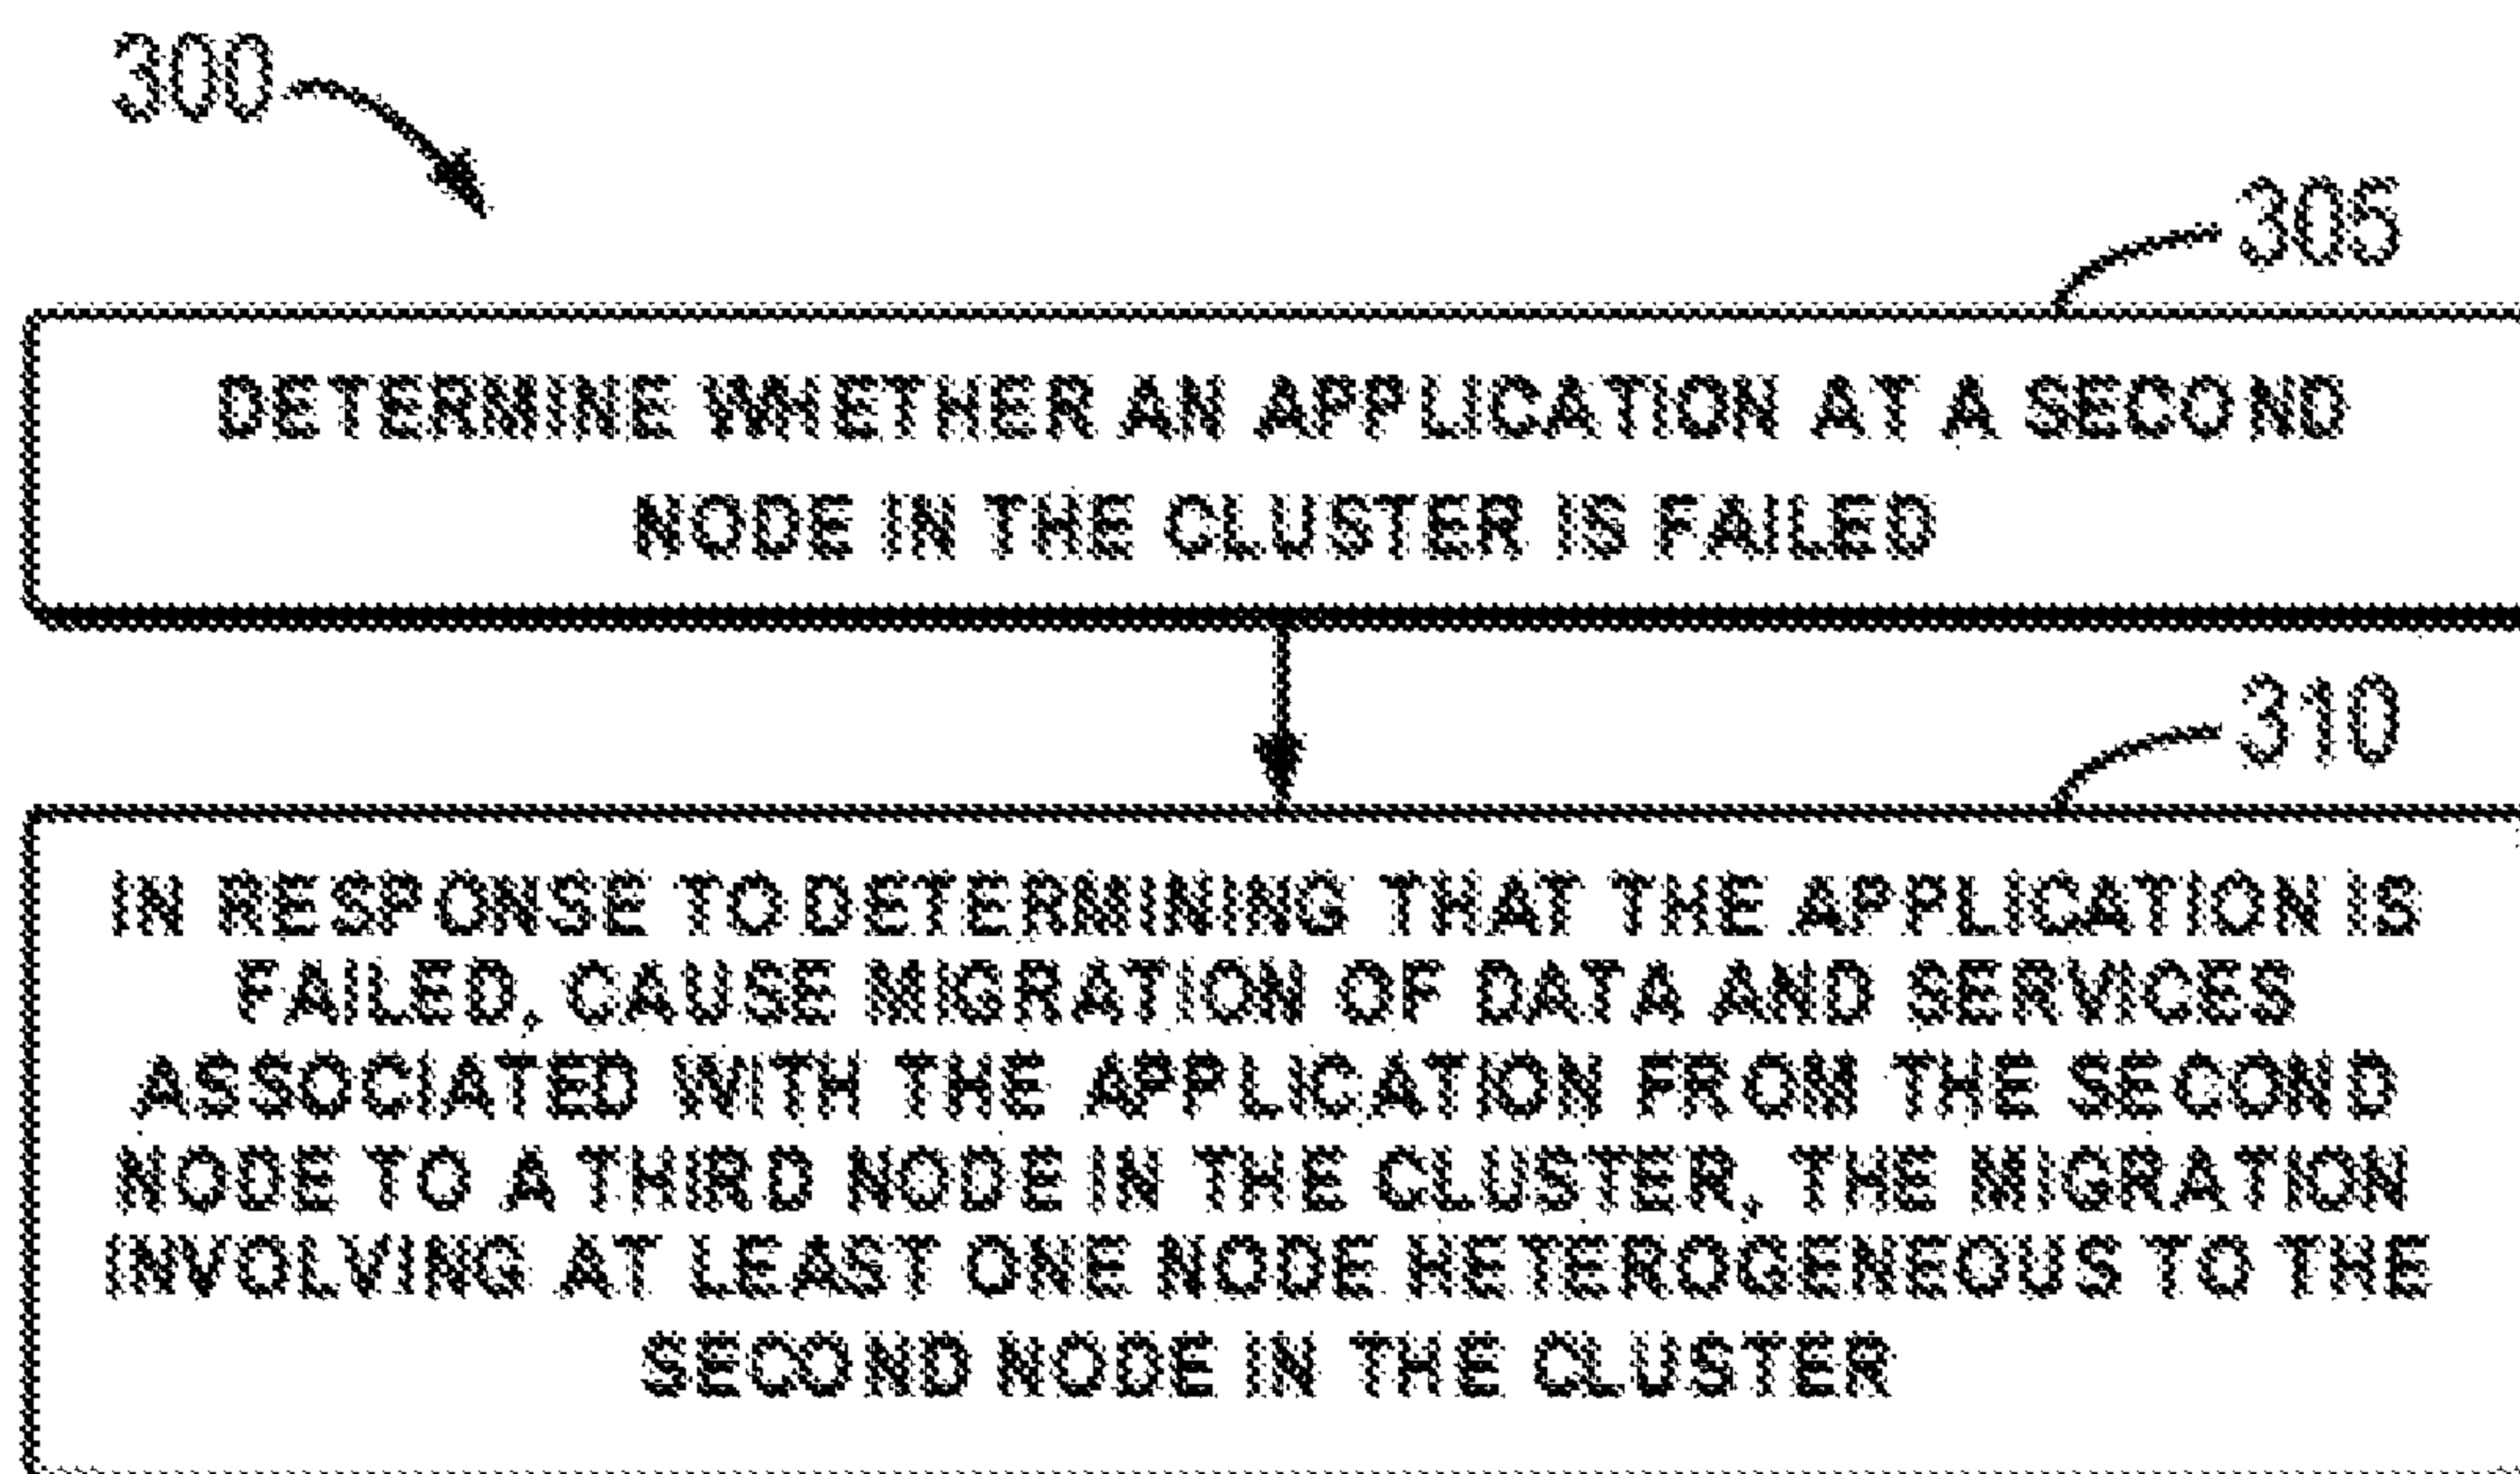 300
305
DETERMINE WHETHER AN APPLICATION AT A SECOND
NODE IN THE CLUSTER IS FAILED
310
IN RESPONSE TO DETERMINING THAT THE APPLICATION IS
FAILED, CAUSE MIGRATION OF DATA AND SERVICES
ASSOCIATED WITH THE APPLICATION FROM THE SECOND
NODE TO A THIRD NODE IN THE CLUSTER, THE MIGRATION
INVOLVING AT LEAST ONE NODE HETEROGENEOUS TO THE
SECOND NODE IN THE CLUSTER